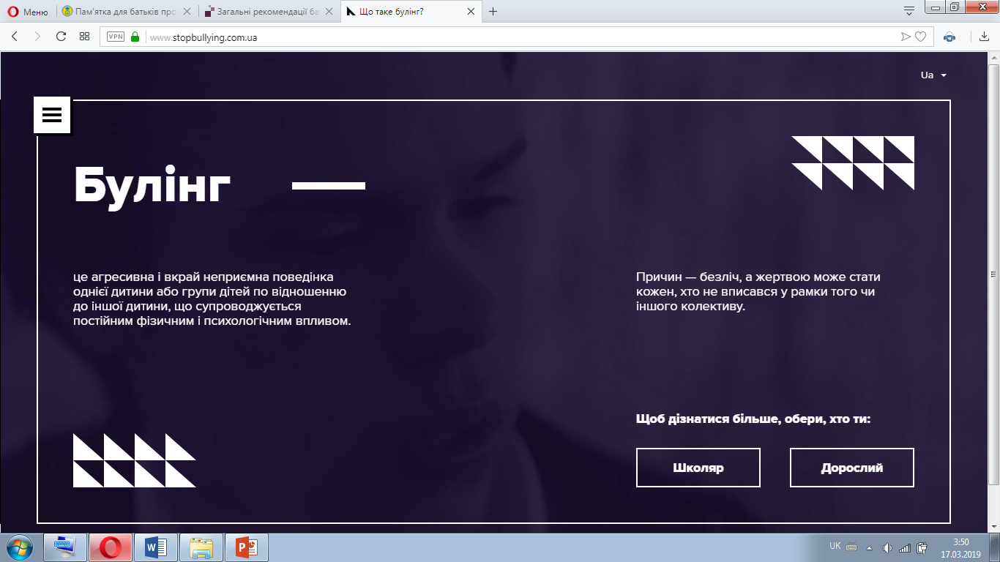 Меню
Пам'ятка для батьків про
Загальні рекомендації ба
Що таке булінг?
VPN
www.stopbullying.com.ua
Ua
Булінг
це агресивна і вкрай неприємна поведінка
однієї дитини або групи дітей по відношенню
до іншої дитини, що супроводжується
постійним фізичним і психологічним впливом.
Причин — безліч, а жертвою може стати
кожен, хто не вписався у рамки того чи
іншого колективу.
Щоб дізнатися більше, обери, хто ти:
Школяр
Дорослий
UK
3:50
17.03.2019